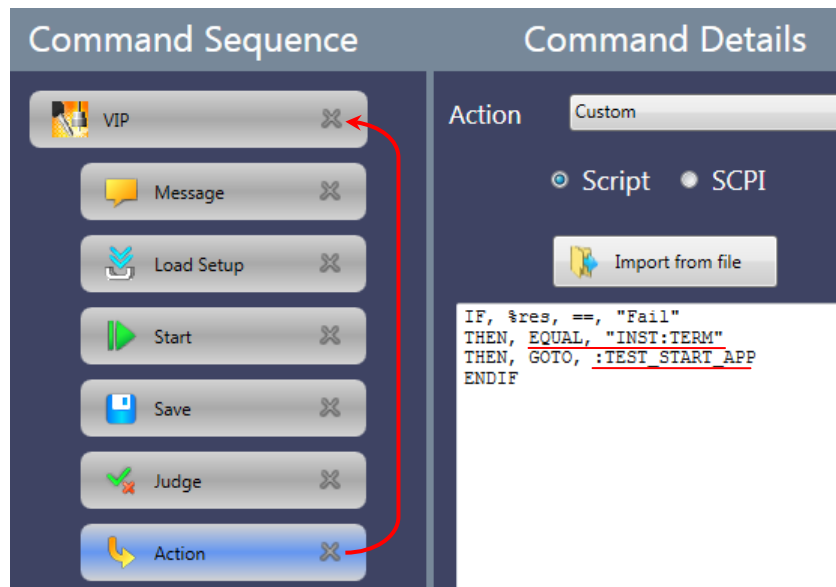 Command Sequence
VIP
Message
Load Setup
Start
Save
Judge
Action
Command Details
Action
Custom
Script
SCPI
Import from file
IF, %res, ==, "Fail"
THEN, EQUAL, "INST:TERM"
THEN, GOTO, :TEST_START_APP
ENDIF